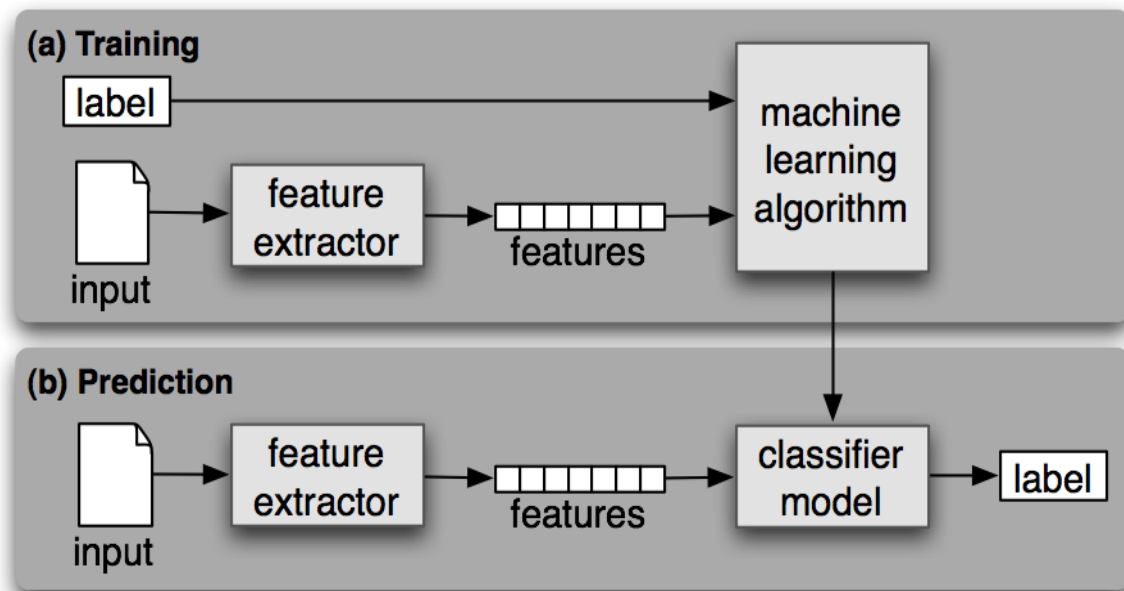 (a) Training
label
machine
learning
algorithm
feature
extractor
features
input
(b) Prediction
feature
extractor
features
input
classifier
model
label